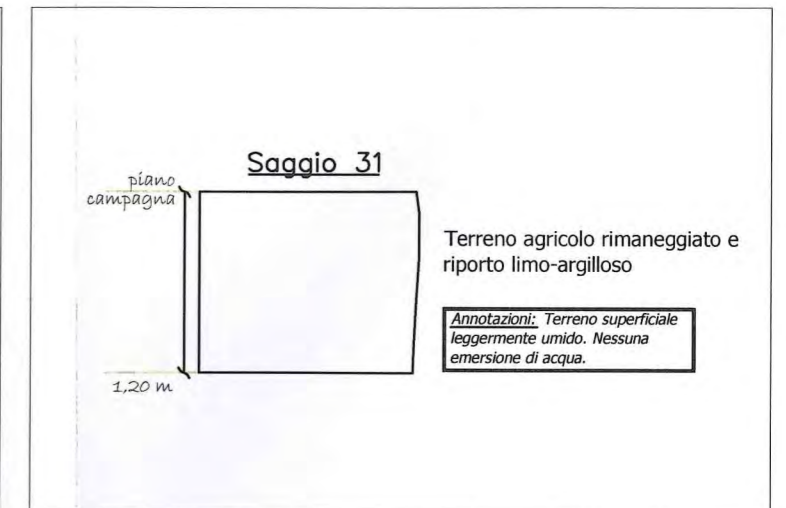 Saggio 31
piano
campagna
1,20 m
Terreno agricolo rimaneggiato e
riporto limo-argilloso
Annotazioni: Terreno superficiale
leggermente umido. Nessuna
emersione di acqua.